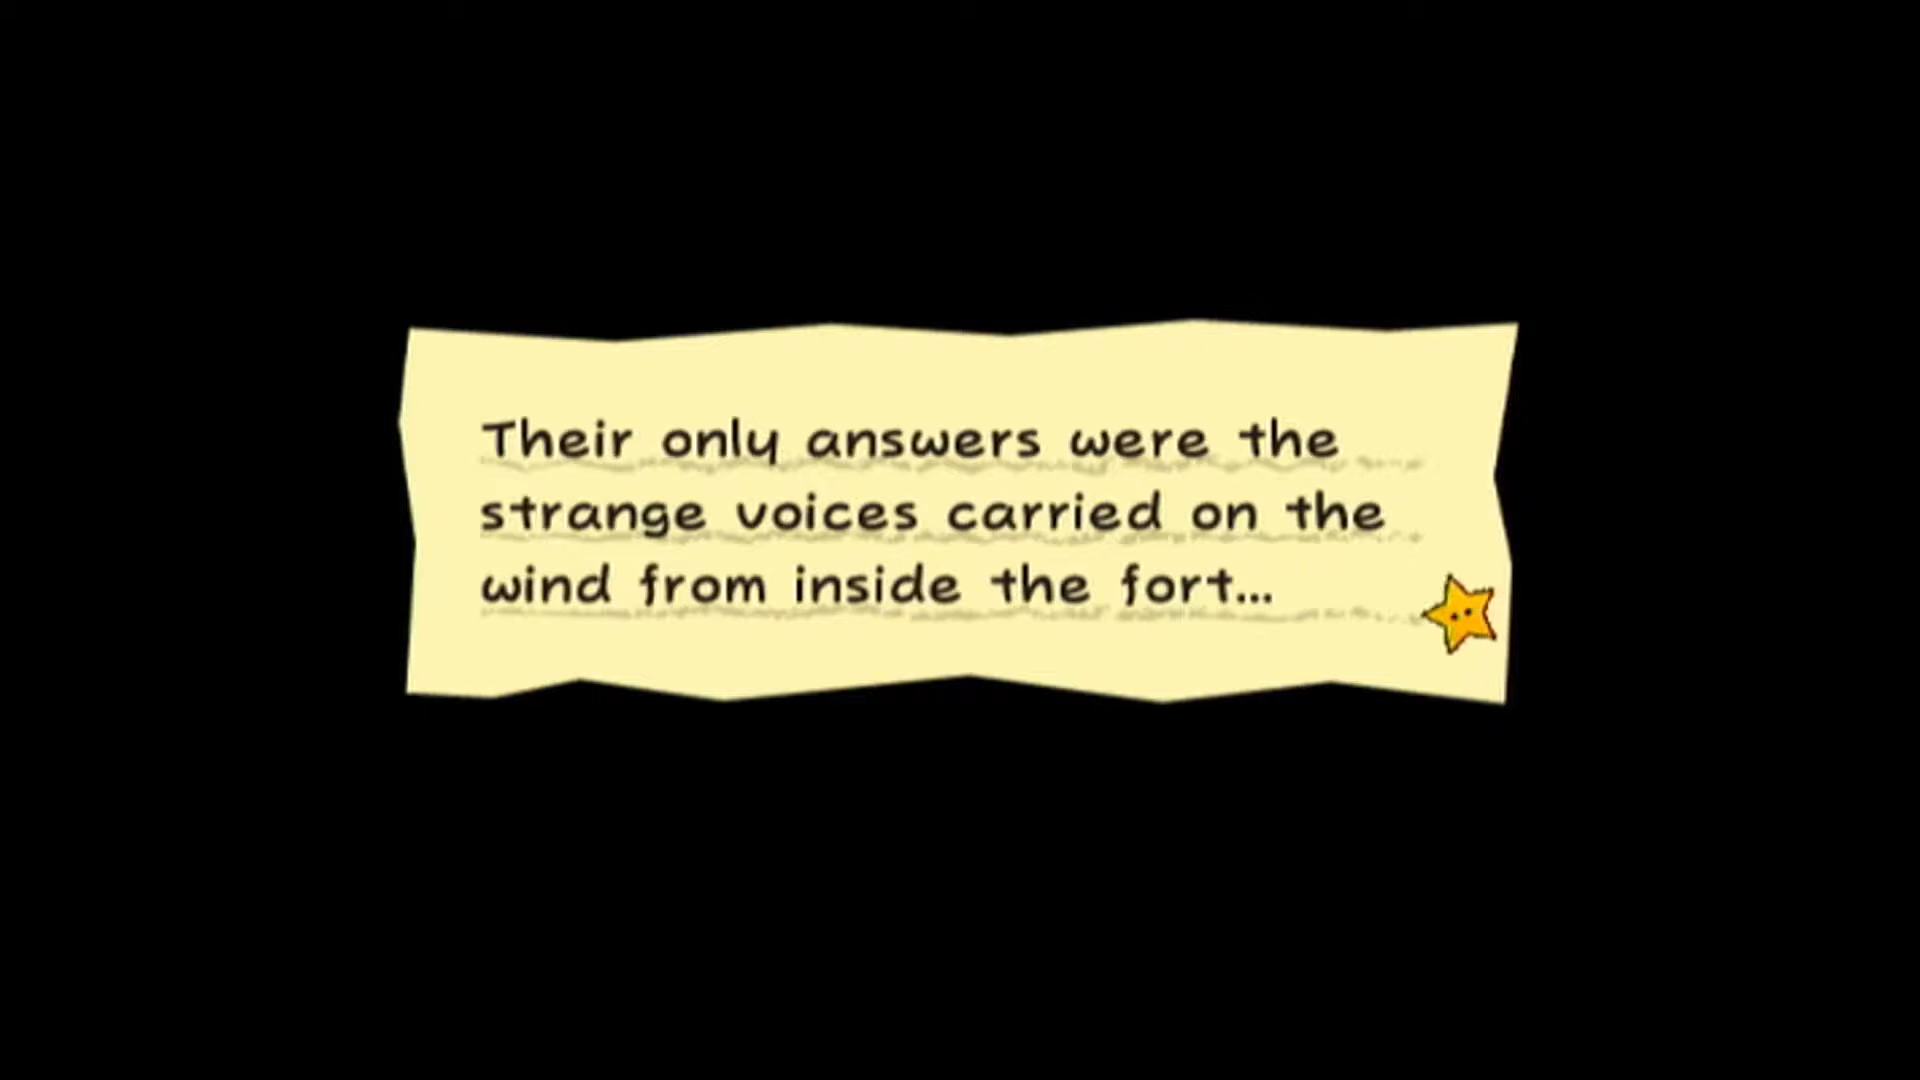 Their only answers were the
strange voices carried on the
wind from inside the fort...